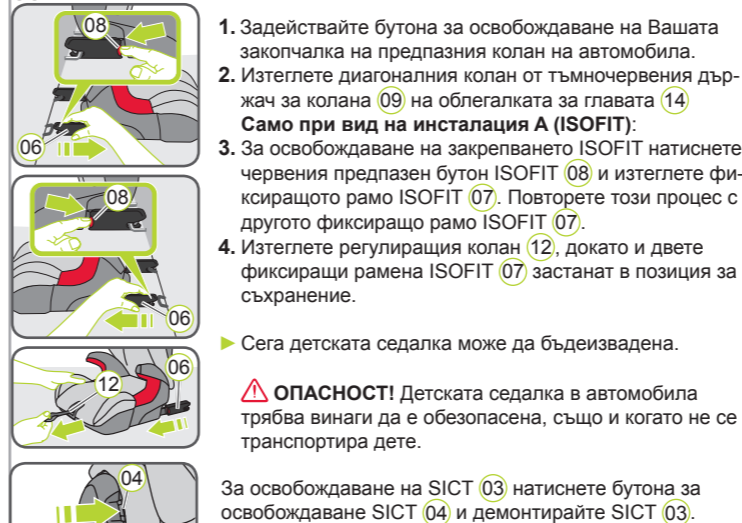 08
06
08
06
06
12
04
1. Задействайте бутона за освобождаване на Вашата
закопчалка на предпазния колан на автомобила.
2. Изтеглете диагоналния колан от тъмночервения дър-
жач за колана 09 на облегалката за главата 14
Само при вид на инсталация A (ISOFIT):
3. За освобождаване на закрепването ISOFIT натиснете
червения предпазен бутон ISOFIT 08 и изтеглете фи-
ксиращото рамо ISOFIT 07. Повторете този процес с
другото фиксиращо рамо ISOFIT 07.
4. Изтеглете регулиращия колан 12, докато и двете
фиксиращи рамена ISOFIT 07 застанат в позиция за
съхранение.
► Сега детската седалка може да бъдеизвадена.
⚠ ОПАСНОСТ! Детската седалка в автомобила
трябва винаги да е обезопасена, също и когато не се
транспортира дете.
За освобождаване на SICT 03 натиснете бутона за
освобождаване SICT 04 и демонтирайте SICT 03.